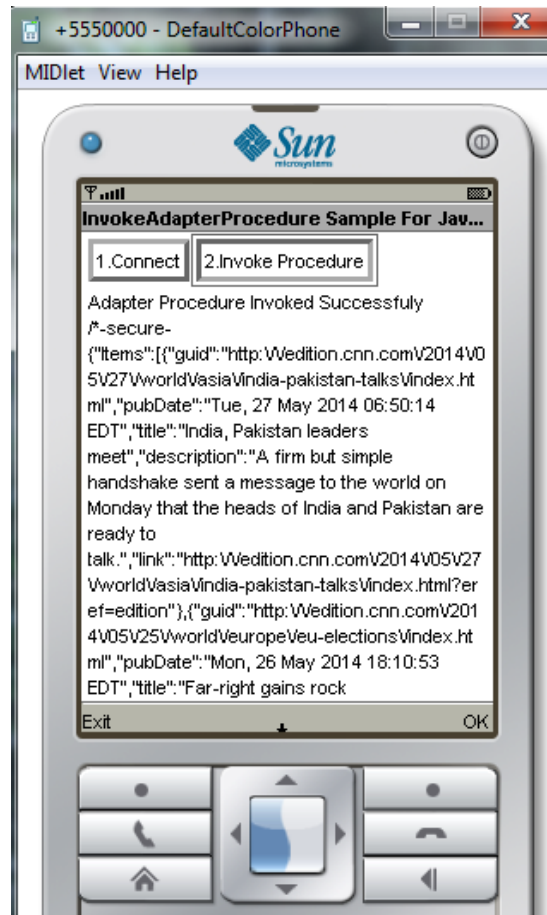 +5550000 - DefaultColorPhone
MIDlet View Help
Sun
microsystems
InvokeAdapterProcedure Sample For Jav...
1.Connect 2.Invoke Procedure
Adapter Procedure Invoked Successfuly
/*-secure-
{"Items":[{"guid":"http:\/\/edition.cnn.com\/2014\/0
5\/27\/world\/asia\/india-pakistan-talks\/index.ht
ml","pubDate":"Tue, 27 May 2014 06:50:14
EDT","title":"India, Pakistan leaders
meet","description":"A firm but simple
handshake sent a message to the world on
Monday that the heads of India and Pakistan are
ready to
talk.","link":"http:\/\/edition.cnn.com\/2014\/05\/27
\/world\/asia\/india-pakistan-talks\/index.html?er
ef=edition"},{"guid":"http:\/\/edition.cnn.com\/201
4\/05\/25\/world\/europe\/eu-elections\/index.ht
ml","pubDate":"Mon, 26 May 2014 18:10:53
EDT","title":"Far-right gains rock
Exit OK